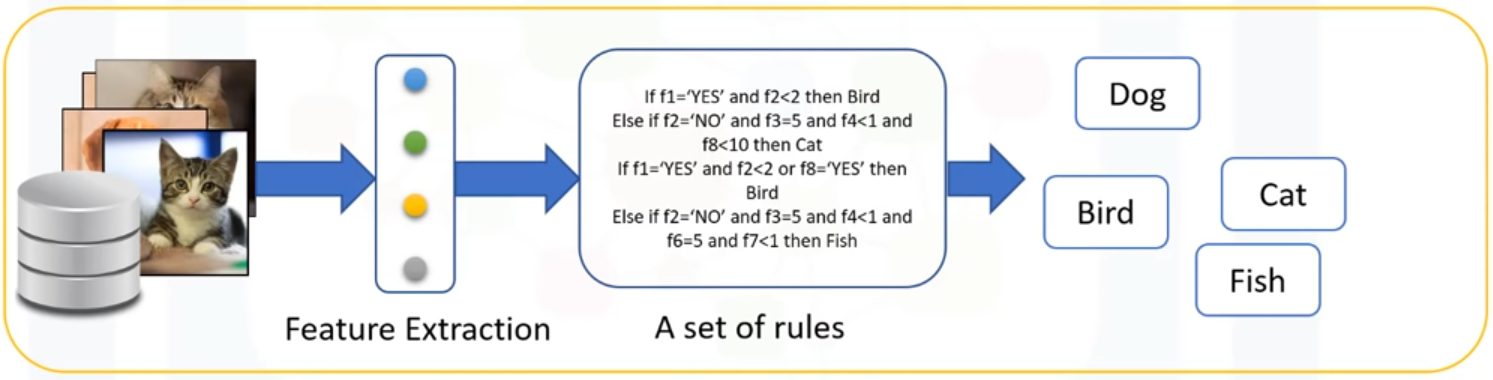 If f1=‘YES’ and f2<2 then Bird
Else if f2=‘NO’ and f3=5 and f4<1 and
f8<10 then Cat
If f1=‘YES’ and f2<2 or f8=‘YES’ then
Bird
Else if f2=‘NO’ and f3=5 and f4<1 and
f6=5 and f7<1 then Fish
Feature Extraction
A set of rules
Dog
Bird
Cat
Fish